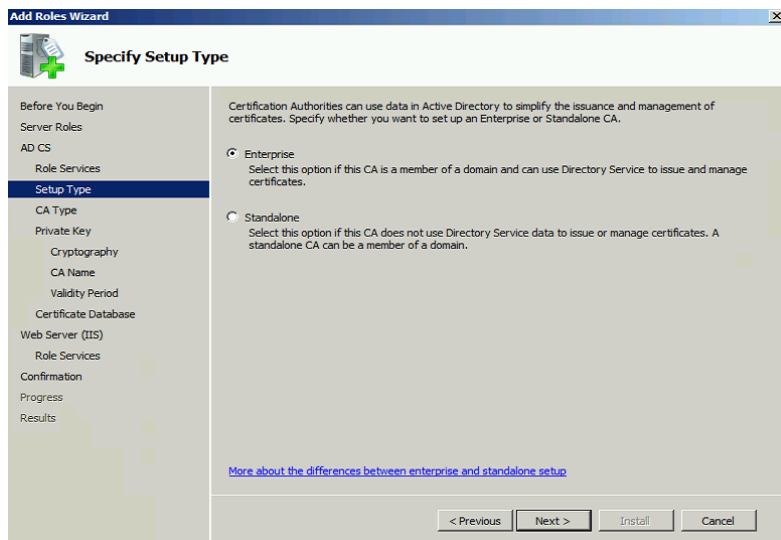 Add Roles Wizard
Specify Setup Type
Before You Begin
Server Roles
AD CS
Role Services
Setup Type
CA Type
Private Key
Cryptography
CA Name
Validity Period
Certificate Database
Web Server (IIS)
Role Services
Confirmation
Progress
Results
Certification Authorities can use data in Active Directory to simplify the issuance and management of
certificates. Specify whether you want to set up an Enterprise or Standalone CA.
Enterprise
Select this option if this CA is a member of a domain and can use Directory Service to issue and manage
certificates.
Standalone
Select this option if this CA does not use Directory Service data to issue or manage certificates. A
standalone CA can be a member of a domain.
More about the differences between enterprise and standalone setup
< Previous
Next >
Install
Cancel